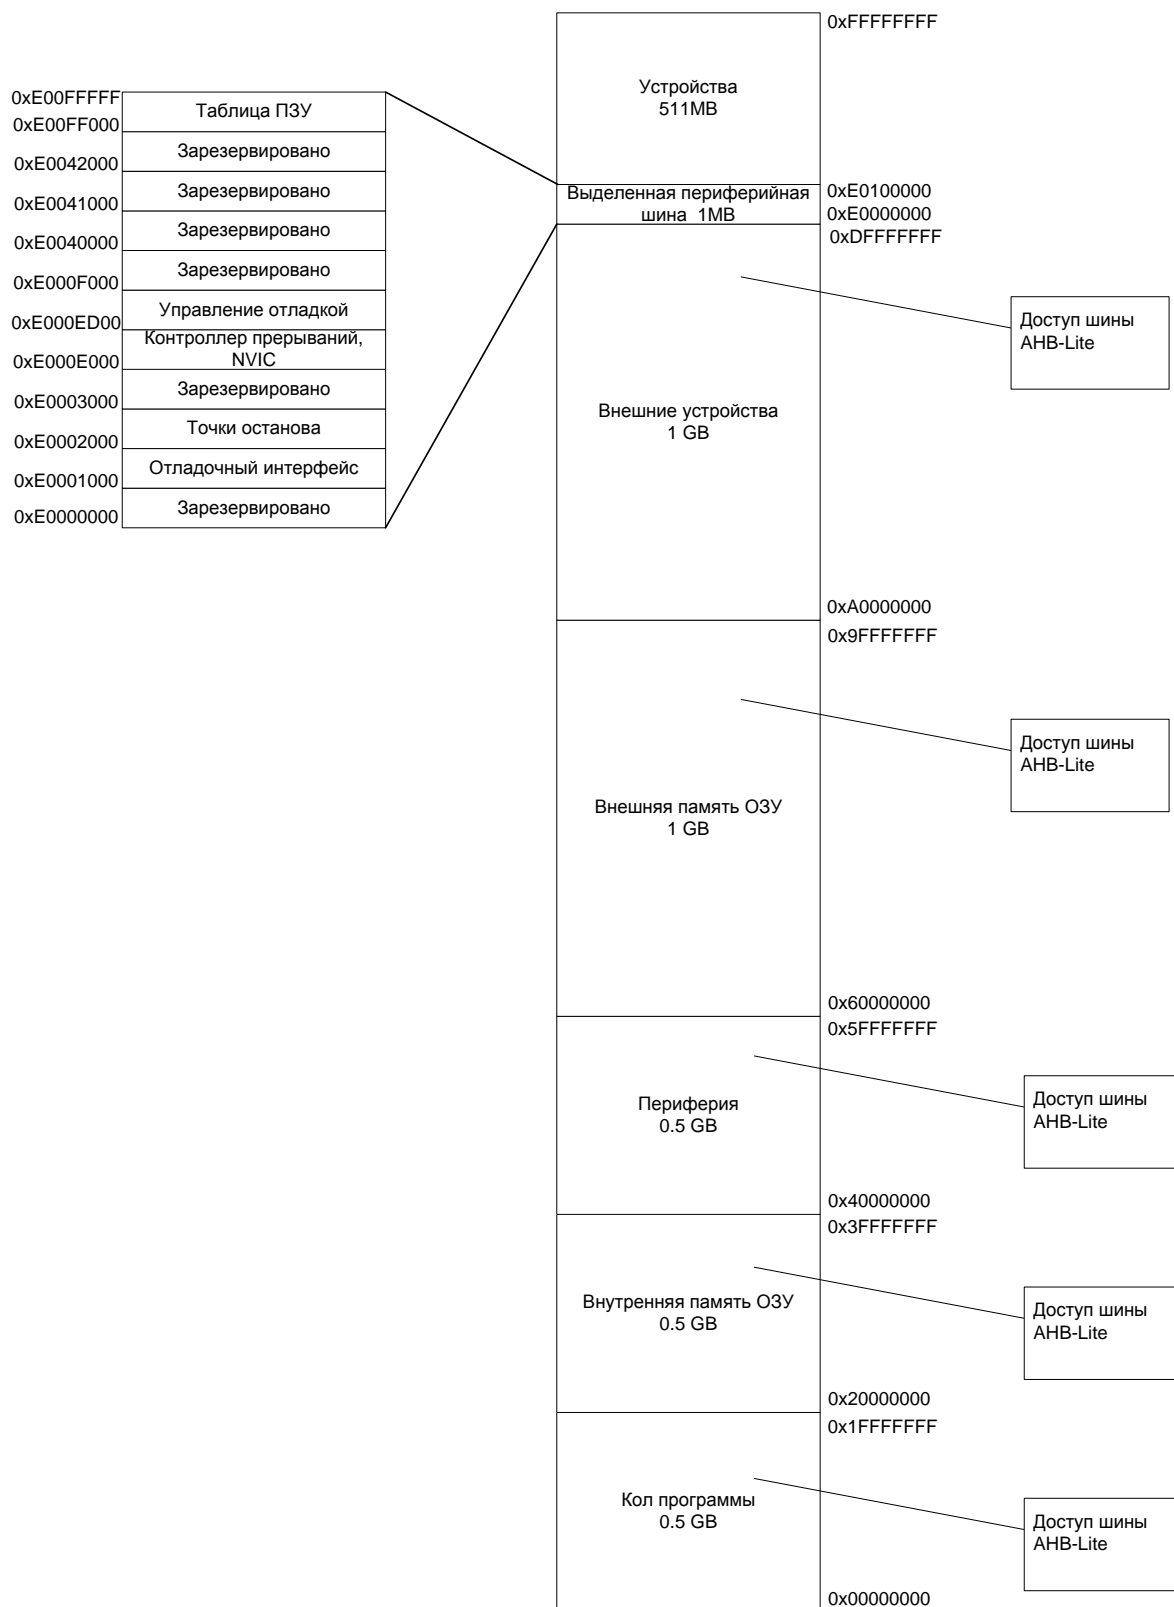 0xFFFFFFFF
Устройства
511MB
0xE00FFFFF
Таблица ПЗУ
0xE00FF000
Зарезервировано
0xE0042000
Зарезервировано
0xE0041000
Зарезервировано
0xE0040000
Зарезервировано
0xE000F000
Управление отладкой
0xE000ED00
Контроллер прерываний,
NVIC
0xE000E000
Зарезервировано
0xE0003000
Точки останова
0xE0002000
Отладочный интерфейс
0xE0001000
Зарезервировано
0xE0000000
Выделенная периферийная
шина 1MB
0xE0100000
0xE0000000
0xDFFFFFFF
Доступ шины
AHB-Lite
Внешние устройства
1 GB
0xA0000000
0x9FFFFFFF
Доступ шины
AHB-Lite
Внешняя память ОЗУ
1 GB
0x60000000
0x5FFFFFFF
Периферия
0.5 GB
Доступ шины
AHB-Lite
0x40000000
0x3FFFFFFF
Внутренняя память ОЗУ
0.5 GB
Доступ шины
AHB-Lite
0x20000000
0x1FFFFFFF
Кол программы
0.5 GB
Доступ шины
AHB-Lite
0x00000000